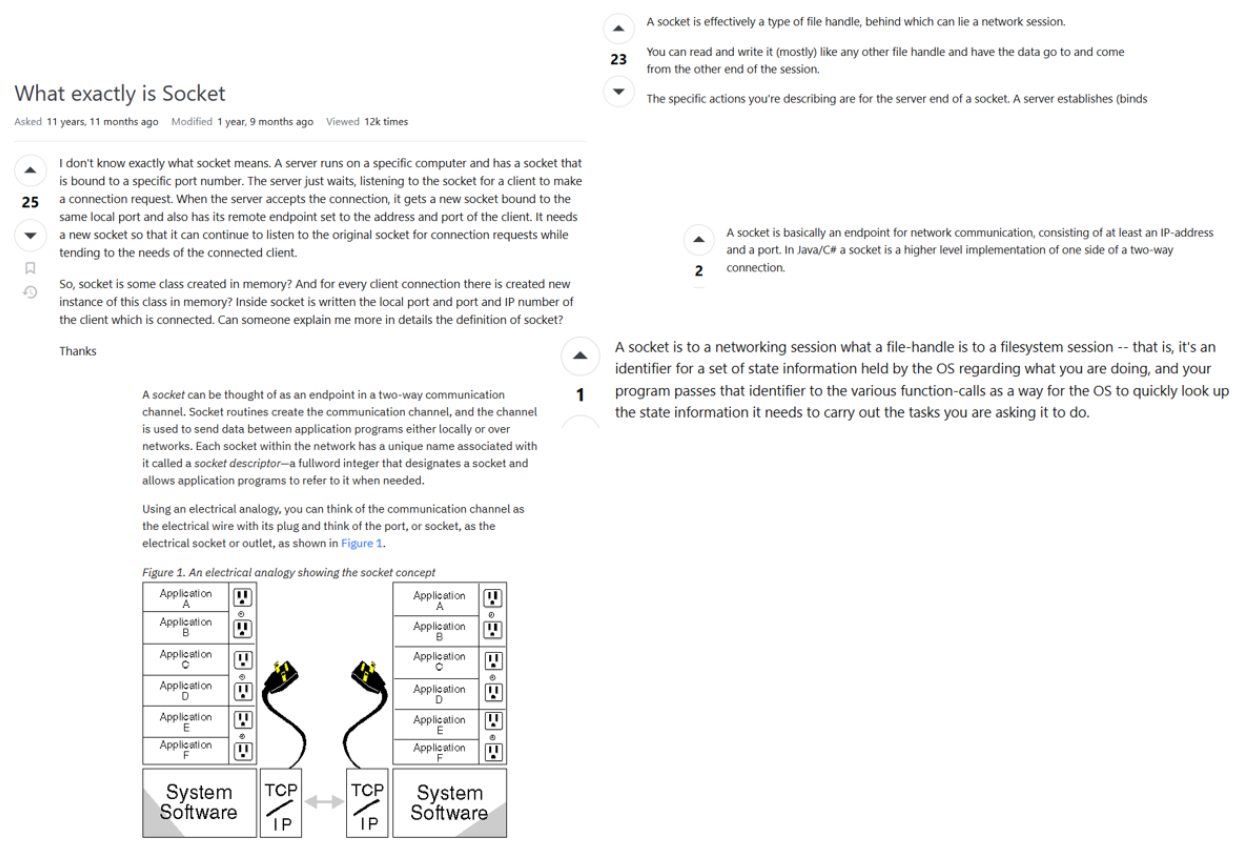 What exactly is Socket
Asked 11 years, 11 months ago Modified 1 year, 9 months ago Viewed 12k times
25
I don't know exactly what socket means. A server runs on a specific computer and has a socket that
is bound to a specific port number. The server just waits, listening to the socket for a client to make
a connection request. When the server accepts the connection, it gets a new socket bound to the
same local port and also has its remote endpoint set to the address and port of the client. It needs
a new socket so that it can continue to listen to the original socket for connection requests while
tending to the needs of the connected client.
So, socket is some class created in memory? And for every client connection there is created new
instance of this class in memory? Inside socket is written the local port and port and IP number of
the client which is connected. Can someone explain me more in details the definition of socket?
Thanks
A socket is effectively a type of file handle, behind which can lie a network session.
23
You can read and write it (mostly) like any other file handle and have the data go to and come
from the other end of the session.
The specific actions you're describing are for the server end of a socket. A server establishes (binds
A socket is basically an endpoint for network communication, consisting of at least an IP-address
and a port. In Java/C# a socket is a higher level implementation of one side of a two-way
connection.
2
A socket is to a networking session what a file-handle is to a filesystem session -- that is, it's an
identifier for a set of state information held by the OS regarding what you are doing, and your
program passes that identifier to the various function-calls as a way for the OS to quickly look up
the state information it needs to carry out the tasks you are asking it to do.
1
A socket can be thought of as an endpoint in a two-way communication
channel. Socket routines create the communication channel, and the channel
is used to send data between application programs either locally or over
networks. Each socket within the network has a unique name associated with
it called a socket descriptor—a fullword integer that designates a socket and
allows application programs to refer to it when needed.
Using an electrical analogy, you can think of the communication channel as
the electrical wire with its plug and think of the port, or socket, as the
electrical socket or outlet, as shown in Figure 1.
Figure 1. An electrical analogy showing the socket concept
Application
A
Application
B
Application
C
Application
D
Application
E
Application
F
System
Software
TCP
/
IP
TCP
/
IP
Application
A
Application
B
Application
C
Application
D
Application
E
Application
F
System
Software